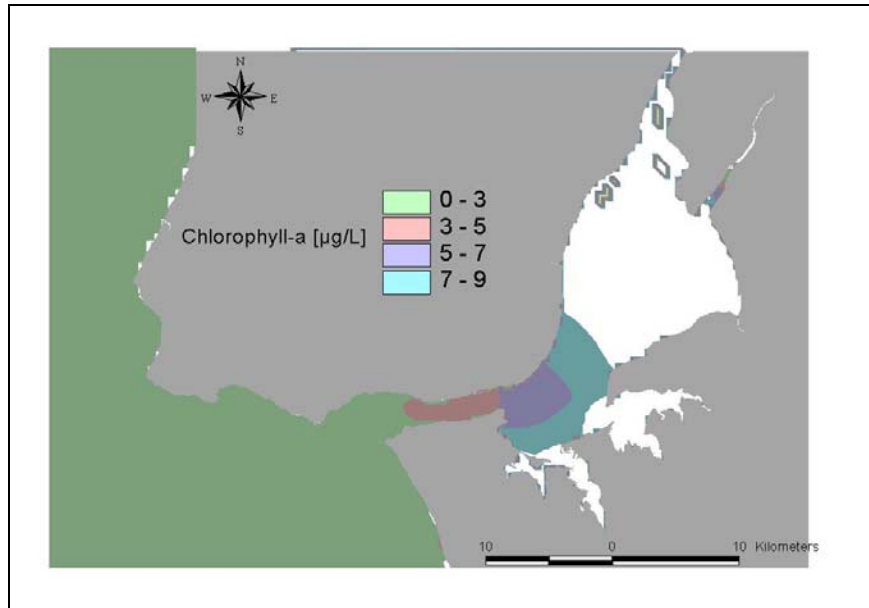 N
W E
S
Chlorophyll-a [µg/L]
0 - 3
3 - 5
5 - 7
7 - 9
10 0 10 Kilometers